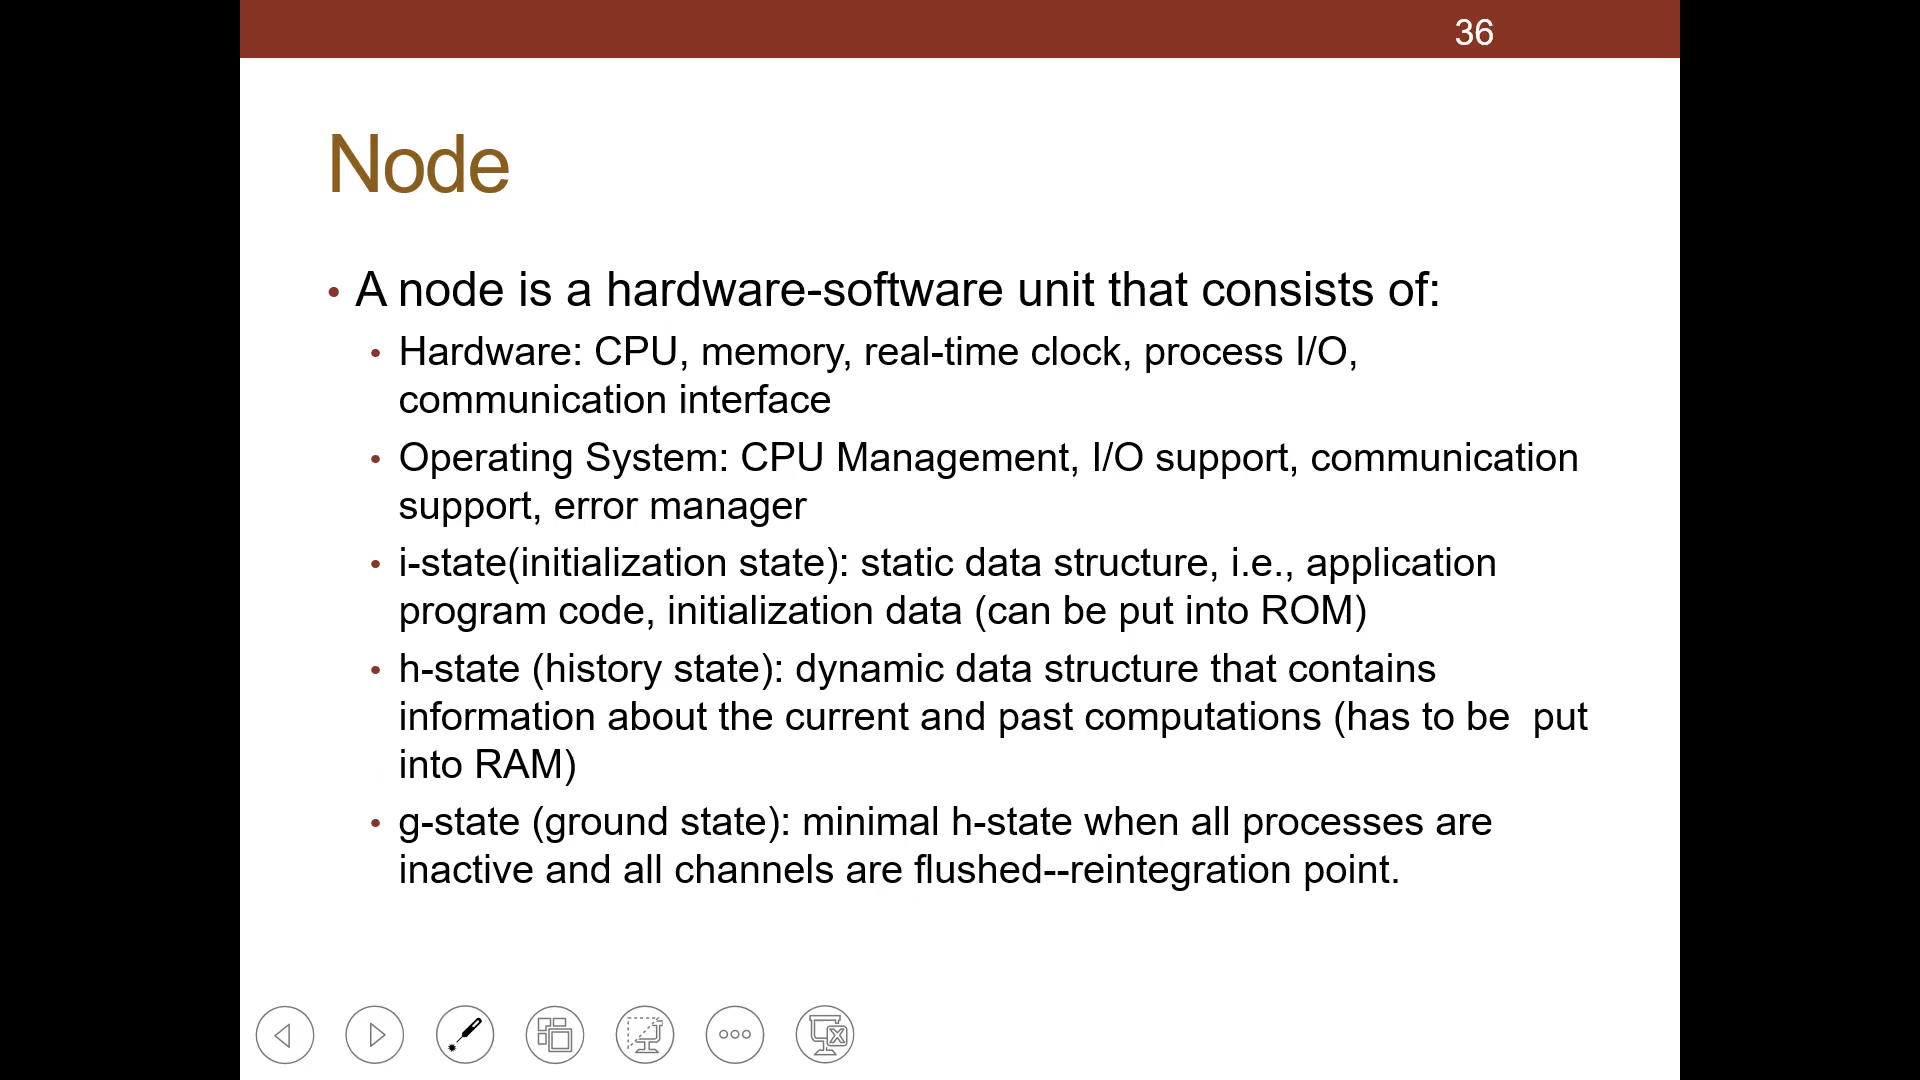 36
Node
• A node is a hardware-software unit that consists of:
• Hardware: CPU, memory, real-time clock, process I/O,
communication interface
• Operating System: CPU Management, I/O support, communication
support, error manager
• i-state(initialization state): static data structure, i.e., application
program code, initialization data (can be put into ROM)
• h-state (history state): dynamic data structure that contains
information about the current and past computations (has to be  put
into RAM)
• g-state (ground state): minimal h-state when all processes are
inactive and all channels are flushed--reintegration point.